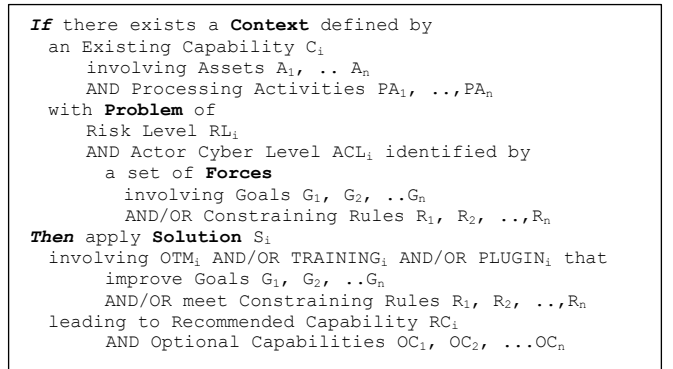 If there exists a Context defined by
an Existing Capability Cᵢ
involving Assets A₁, .. Aₙ
AND Processing Activities PA₁, ..,PAₙ
with Problem of
Risk Level RLᵢ
AND Actor Cyber Level ACLᵢ identified by
a set of Forces
involving Goals G₁, G₂, ..Gₙ
AND/OR Constraining Rules R₁, R₂, ..,Rₙ
Then apply Solution Sᵢ
involving OTMᵢ AND/OR TRAININGᵢ AND/OR PLUGINᵢ that
improve Goals G₁, G₂, ..Gₙ
AND/OR meet Constraining Rules R₁, R₂, ..,Rₙ
leading to Recommended Capability RCᵢ
AND Optional Capabilities OC₁, OC₂, ...OCₙ